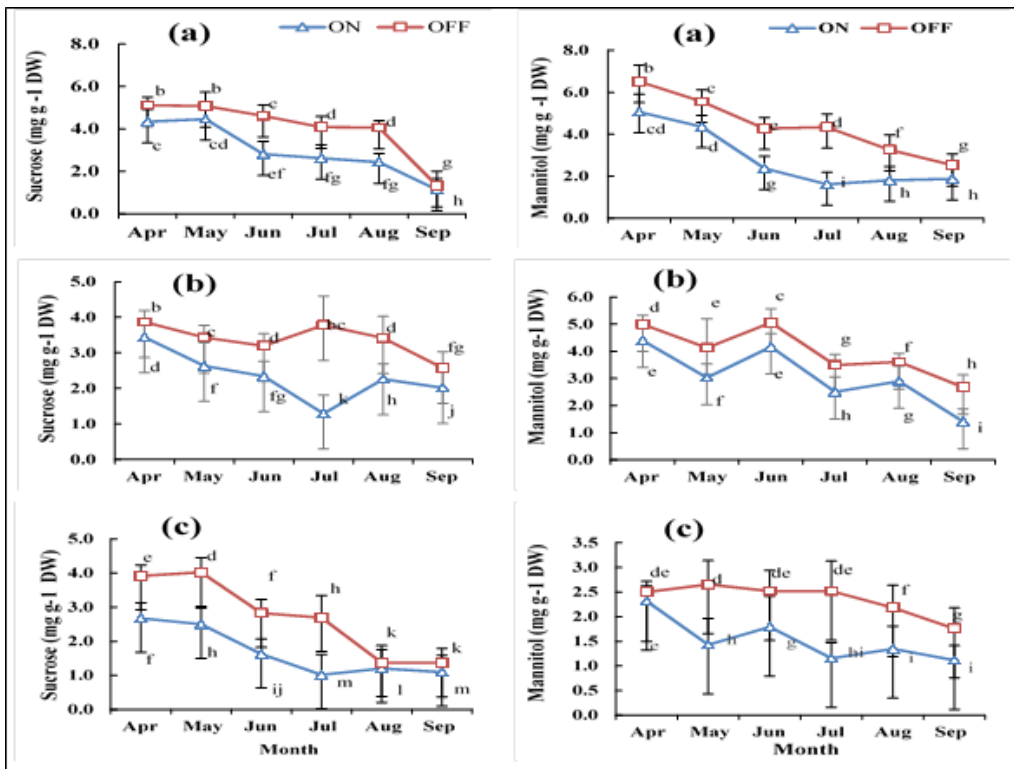 (a) ON OFF
Sucrose (mg g -1 DW)
8.0
6.0
4.0
2.0
0.0
b b c d d g
c cd ef fg fg h
Apr May Jun Jul Aug Sep
(a) ON OFF
Mannitol (mg g -1 DW)
8.0
6.0
4.0
2.0
0.0
b c e d f g
cd d g i h h
Apr May Jun Jul Aug Sep
(b)
Sucrose (mg g-1 DW)
5.0
4.0
3.0
2.0
1.0
0.0
b c d bc d fg
d f fg k h j
Apr May Jun Jul Aug Sep
(b)
Mannitol (mg g-1 DW)
6.0
5.0
4.0
3.0
2.0
1.0
0.0
d e c g f h
e f e h g i
Apr May Jun Jul Aug Sep
(c)
Sucrose (mg g-1 DW)
5.0
4.0
3.0
2.0
1.0
0.0
e d f h k k
f h ij m l m
Apr May Jun Jul Aug Sep
Month
(c)
Mannitol (mg g-1 DW)
3.5
3.0
2.5
2.0
1.5
1.0
0.5
0.0
de d de de f g
e h g hi i i
Apr May Jun Jul Aug Sep
Month